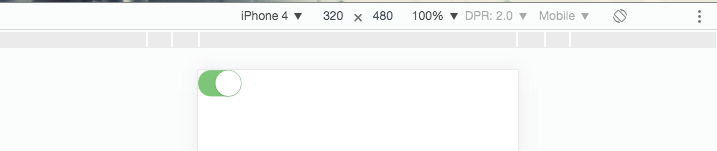 iPhone 4 ▼ 320 × 480 100% ▼ DPR: 2.0 ▼ Mobile ▼